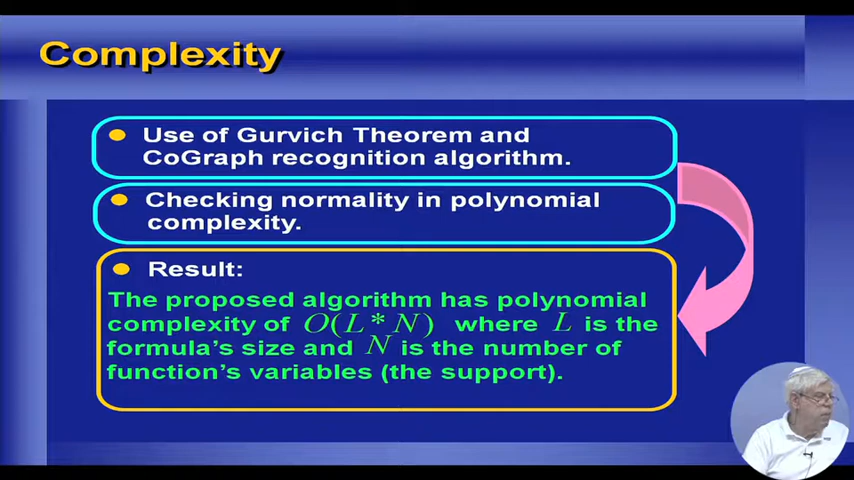 Complexity
Use of Gurvich Theorem and
CoGraph recognition algorithm.
Checking normality in polynomial
complexity.
Result:
The proposed algorithm has polynomial
complexity of O(L*N) where L is the
formula's size and N is the number of
function's variables (the support).